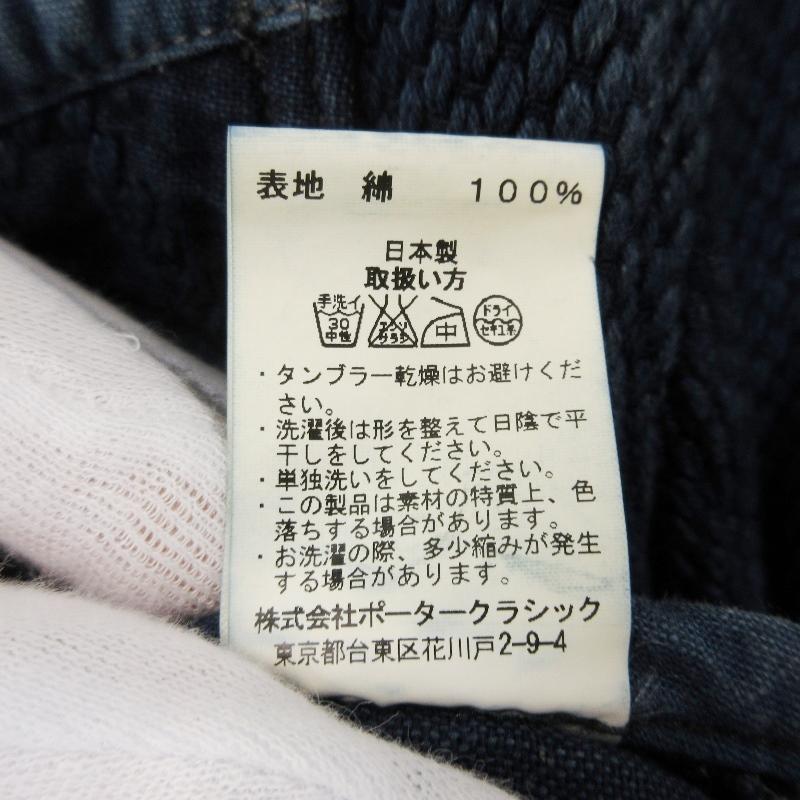 表地 綿 100%
日本製
取扱い方
手洗イ
30
中性
エンソ
サラシ
中
ドライ
セキユ系
・タンブラー乾燥はお避けくだ
さい。
・洗濯後は形を整えて日陰で平
干しをしてください。
・単独洗いをしてください。
・この製品は素材の特質上、色
落ちする場合があります。
・お洗濯の際、多少縮みが発生
する場合があります。
株式会社ポータークラシック
東京都台東区花川戸2-9-4